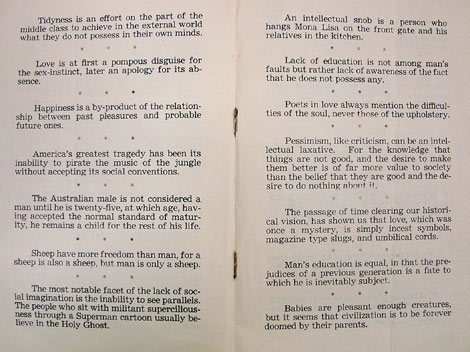 Tidyness is an effort on the part of the
middle class to achieve in the external world
what they do not possess in their own minds.
* * *
Love is at first a pompous disguise for
the sex-instinct, later an apology for its ab-
sence.
* * *
Happiness is a by-product of the relation-
ship between past pleasures and probable
future ones.
* * *
America's greatest tragedy has been its
inability to pirate the music of the jungle
without accepting its social conventions.
* * *
The Australian male is not considered a
man until he is twenty-five, at which age, hav-
ing accepted the normal standard of matur-
ity, he remains a child for the rest of his life.
* * *
Sheep have more freedom than man, for a
sheep is also a sheep, but man is only a sheep.
* * *
The most notable facet of the lack of soc-
ial imagination is the inability to see parallels.
The people who sit with militant supercilious-
ness through a Superman cartoon usually be-
lieve in the Holy Ghost.
An intellectual snob is a person who
hangs Mona Lisa on the front gate and his
relatives in the kitchen.
* * *
Lack of education is not among man's
faults but rather lack of awareness of the fact
that he does not possess any.
* * *
Poets in love always mention the difficul-
ties of the soul, never those of the upholstery.
* * *
Pessimism, like criticism, can be an intel-
lectual laxative. For the knowledge that
things are not good, and the desire to make
them better is of far more value to society
than the belief that they are good and the de-
sire to do nothing about it.
* * *
The passage of time clearing our histori-
cal vision, has shown us that love, which was
once a mystery, is simply incest symbols,
magazine type slugs, and umbilical cords.
* * *
Man's education is equal, in that the pre-
judices of a previous generation is a fate to
which he is inevitably subject.
* * *
Babies are pleasant enough creatures,
but it seems that civilization is to be forever
doomed by their parents.